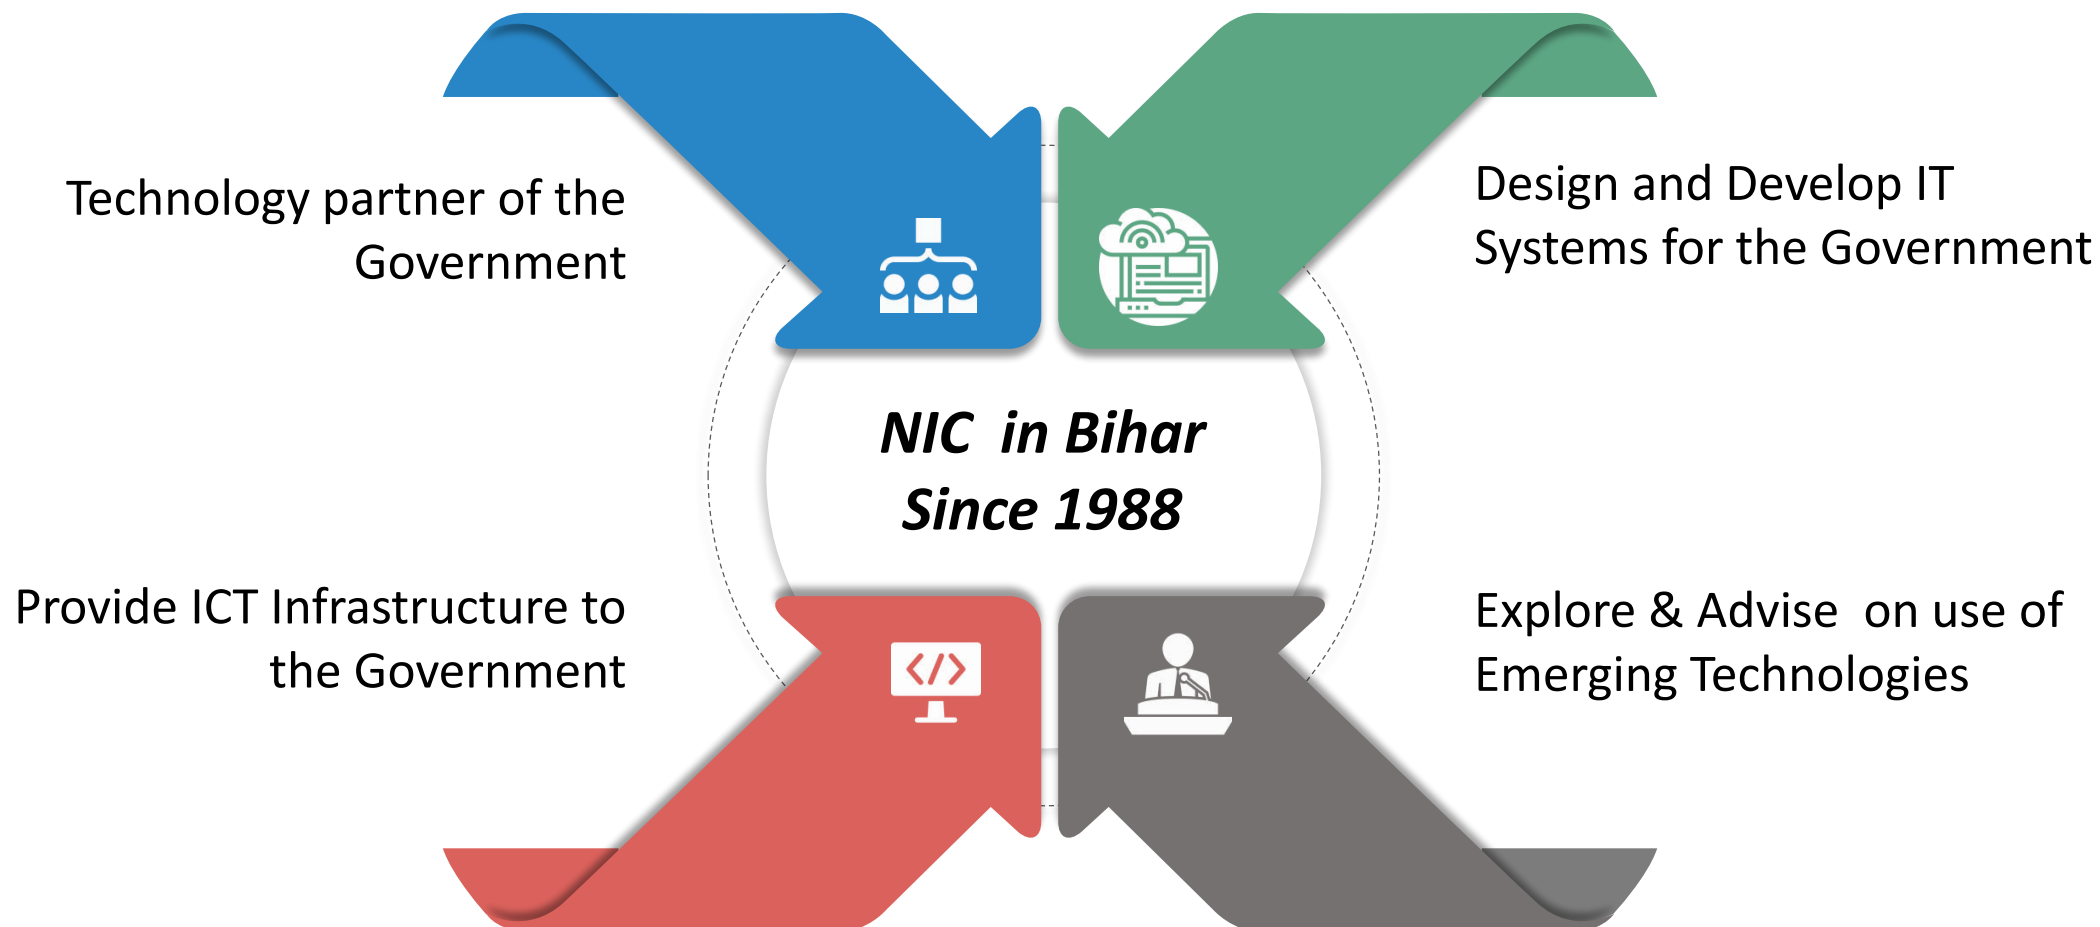 Technology partner of the
Government
Design and Develop IT
Systems for the Government
NIC  in Bihar
Since 1988
Provide ICT Infrastructure to
the Government
Explore & Advise  on use of
Emerging Technologies